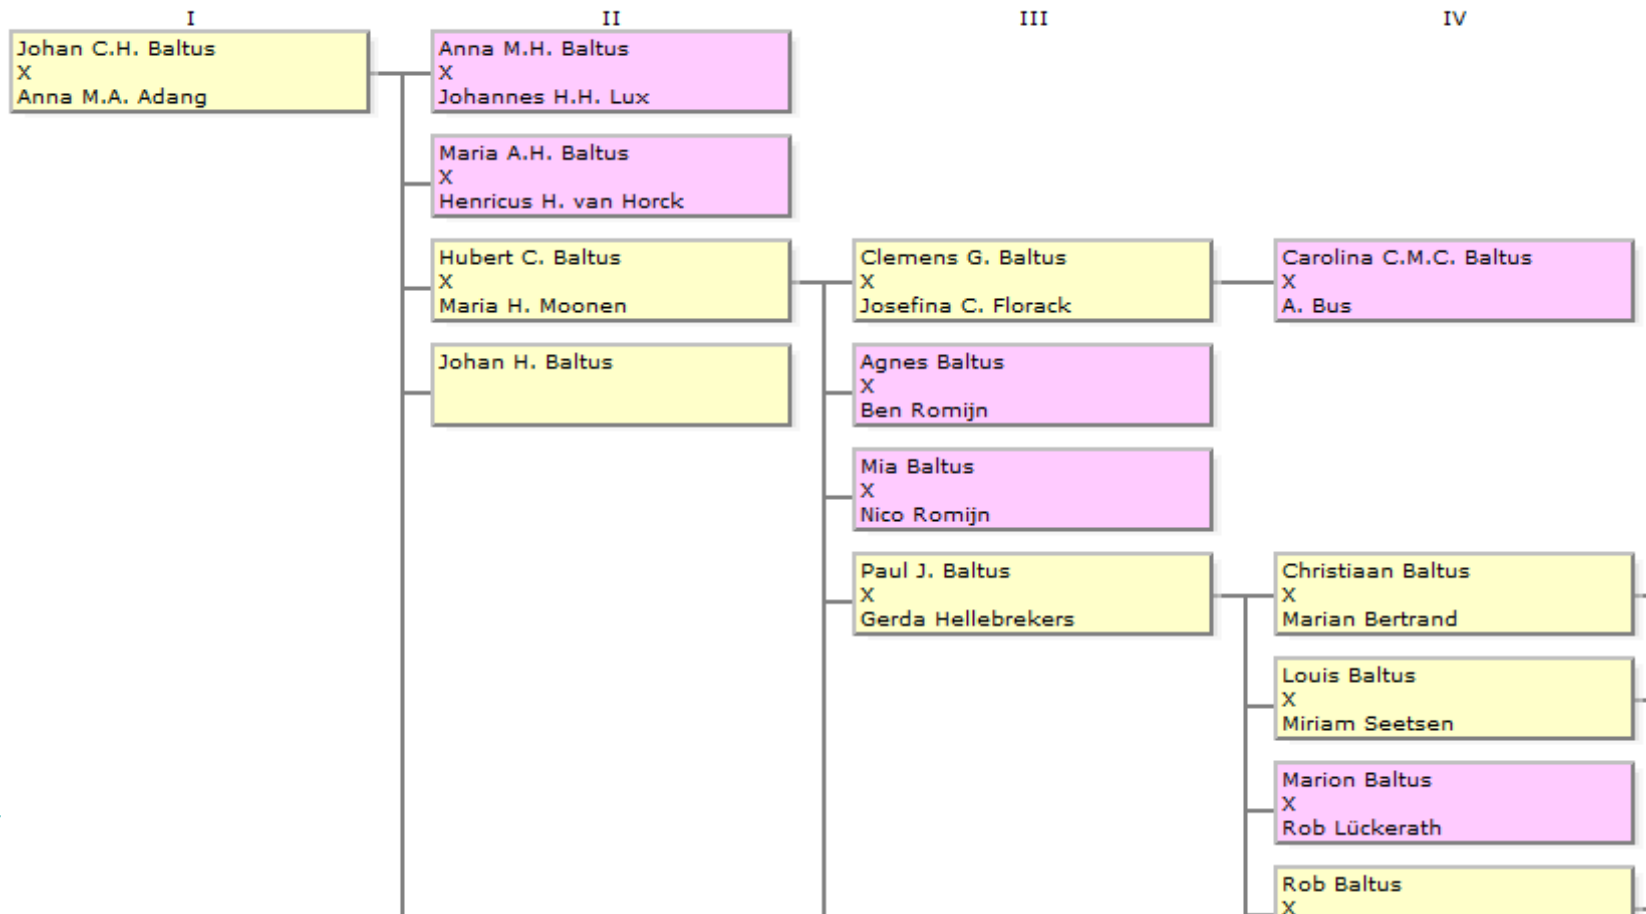 I
II
III
IV
Johan C.H. Baltus
X
Anna M.A. Adang
Anna M.H. Baltus
X
Johannes H.H. Lux
Maria A.H. Baltus
X
Henricus H. van Horck
Hubert C. Baltus
X
Maria H. Moonen
Clemens G. Baltus
X
Josefina C. Florack
Carolina C.M.C. Baltus
X
A. Bus
Johan H. Baltus
Agnes Baltus
X
Ben Romijn
Mia Baltus
X
Nico Romijn
Paul J. Baltus
X
Gerda Hellebrekers
Christiaan Baltus
X
Marian Bertrand
Louis Baltus
X
Miriam Seetsen
Marion Baltus
X
Rob Lückerath
Rob Baltus
X